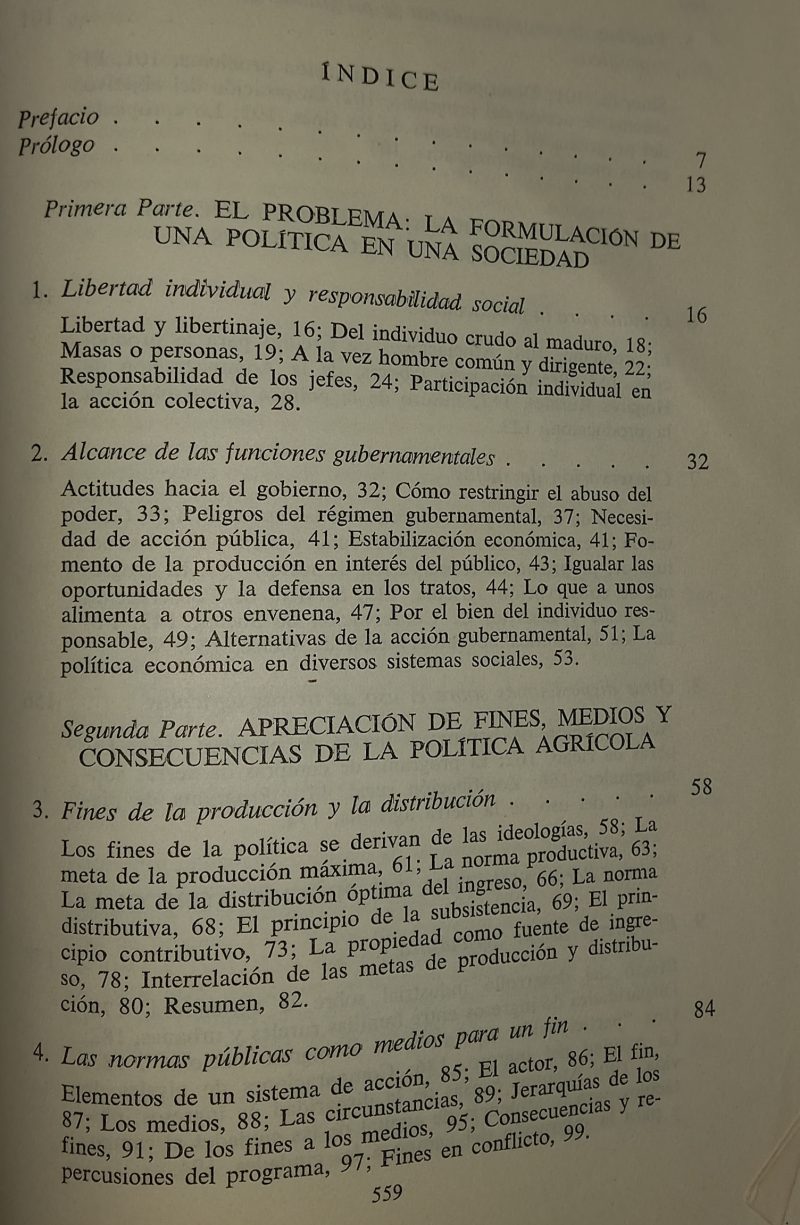 ÍNDICE
Prefacio . . . . . . . . . . . . . . 7
Prólogo . . . . . . . . . . . . . . 13
Primera Parte. EL PROBLEMA: LA FORMULACIÓN DE
UNA POLÍTICA EN UNA SOCIEDAD
1. Libertad individual y responsabilidad social . . . . 16
Libertad y libertinaje, 16; Del individuo crudo al maduro, 18;
Masas o personas, 19; A la vez hombre común y dirigente, 22;
Responsabilidad de los jefes, 24; Participación individual en
la acción colectiva, 28.
2. Alcance de las funciones gubernamentales . . . . . 32
Actitudes hacia el gobierno, 32; Cómo restringir el abuso del
poder, 33; Peligros del régimen gubernamental, 37; Necesi-
dad de acción pública, 41; Estabilización económica, 41; Fo-
mento de la producción en interés del público, 43; Igualar las
oportunidades y la defensa en los tratos, 44; Lo que a unos
alimenta a otros envenena, 47; Por el bien del individuo res-
ponsable, 49; Alternativas de la acción gubernamental, 51; La
política económica en diversos sistemas sociales, 53.
Segunda Parte. APRECIACIÓN DE FINES, MEDIOS Y
CONSECUENCIAS DE LA POLÍTICA AGRÍCOLA
3. Fines de la producción y la distribución . . . . . 58
Los fines de la política se derivan de las ideologías, 58; La
meta de la producción máxima, 61; La norma productiva, 63;
La meta de la distribución óptima del ingreso, 66; La norma
distributiva, 68; El principio de la subsistencia, 69; El prin-
cipio contributivo, 73; La propiedad como fuente de ingre-
so, 78; Interrelación de las metas de producción y distribu-
ción, 80; Resumen, 82.
4. Las normas públicas como medios para un fin . . . 84
Elementos de un sistema de acción, 85; El actor, 86; El fin,
87; Los medios, 88; Las circunstancias, 89; Jerarquías de los
fines, 91; De los fines a los medios, 95; Consecuencias y re-
percusiones del programa, 97; Fines en conflicto, 99.
559